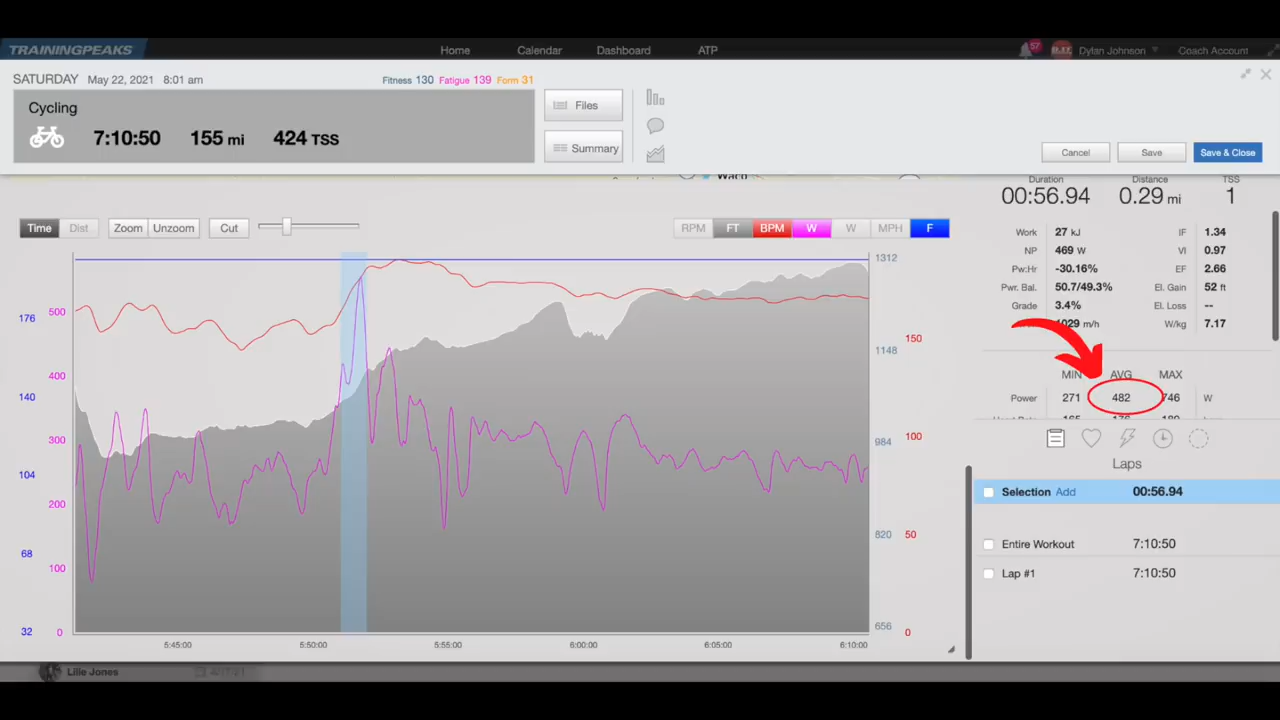 TRAININGPEAKS
Home Calendar Dashboard ATP
57 Dylan Johnson Coach Account
SATURDAY May 22, 2021 8:01 am Fitness 130 Fatigue 139 Form 31
Cycling
7:10:50 155 mi 424 TSS
Files
Summary
Cancel Save Save & Close
Waco
Duration Distance TSS
00:56.94 0.29 mi 1
Time Dist Zoom Unzoom Cut
RPM FT BPM W W MPH F
Work 27 kJ IF 1.34
NP 469 W VI 0.97
Pw:Hr -30.16% EF 2.66
Pwr. Bal. 50.7/49.3% El. Gain 52 ft
Grade 3.4% El. Loss --
1029 m/h W/kg 7.17
MIN AVG MAX
Power 271 482 746 W
176 140 104 68 32
500 400 300 200 100 0
1312 1148 984 820 656
150 100 50 0
5:45:00 5:50:00 5:55:00 6:00:00 6:05:00 6:10:00
Laps
Selection Add 00:56.94
Entire Workout 7:10:50
Lap #1 7:10:50
Lillie Jones